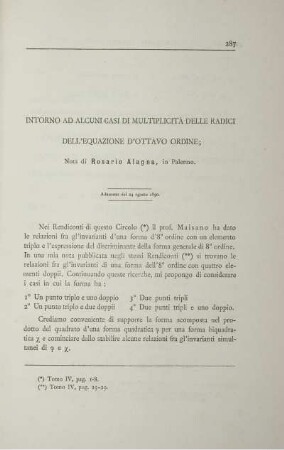 287
INTORNO AD ALCUNI CASI DI MULTIPLICITÀ DELLE RADICI
DELL'EQUAZIONE D'OTTAVO ORDINE;
Nota di Rosario Alagna, in Palermo.
Adunanza del 24 agosto 1890.
Nei Rendiconti di questo Circolo (*) il prof. Maisano ha dato
le relazioni fra gl'invarianti d'una forma d'8° ordine con un elemento
triplo e l'espressione del discriminante della forma generale di 8° ordine.
In una mia nota pubblicata negli stessi Rendiconti (**) si trovano le
relazioni fra gl'invarianti di una forma dell'8° ordine con quattro ele-
menti doppii. Continuando queste ricerche, mi propongo di considerare
i casi in cui la forma ha :
1° Un punto triplo e uno doppio 3° Due punti tripli
2° Un punto triplo e due doppii 4° Due punti tripli e uno doppio.
Crediamo conveniente di supporre la forma scomposta nel pro-
dotto del quadrato d'una forma quadratica φ per una forma biquadra-
tica χ e cominciare dallo stabilire alcune relazioni fra gl'invarianti simul-
tanei di φ e χ.
(*) Tomo IV, pag. 1-8.
(**) Tomo IV, pag.